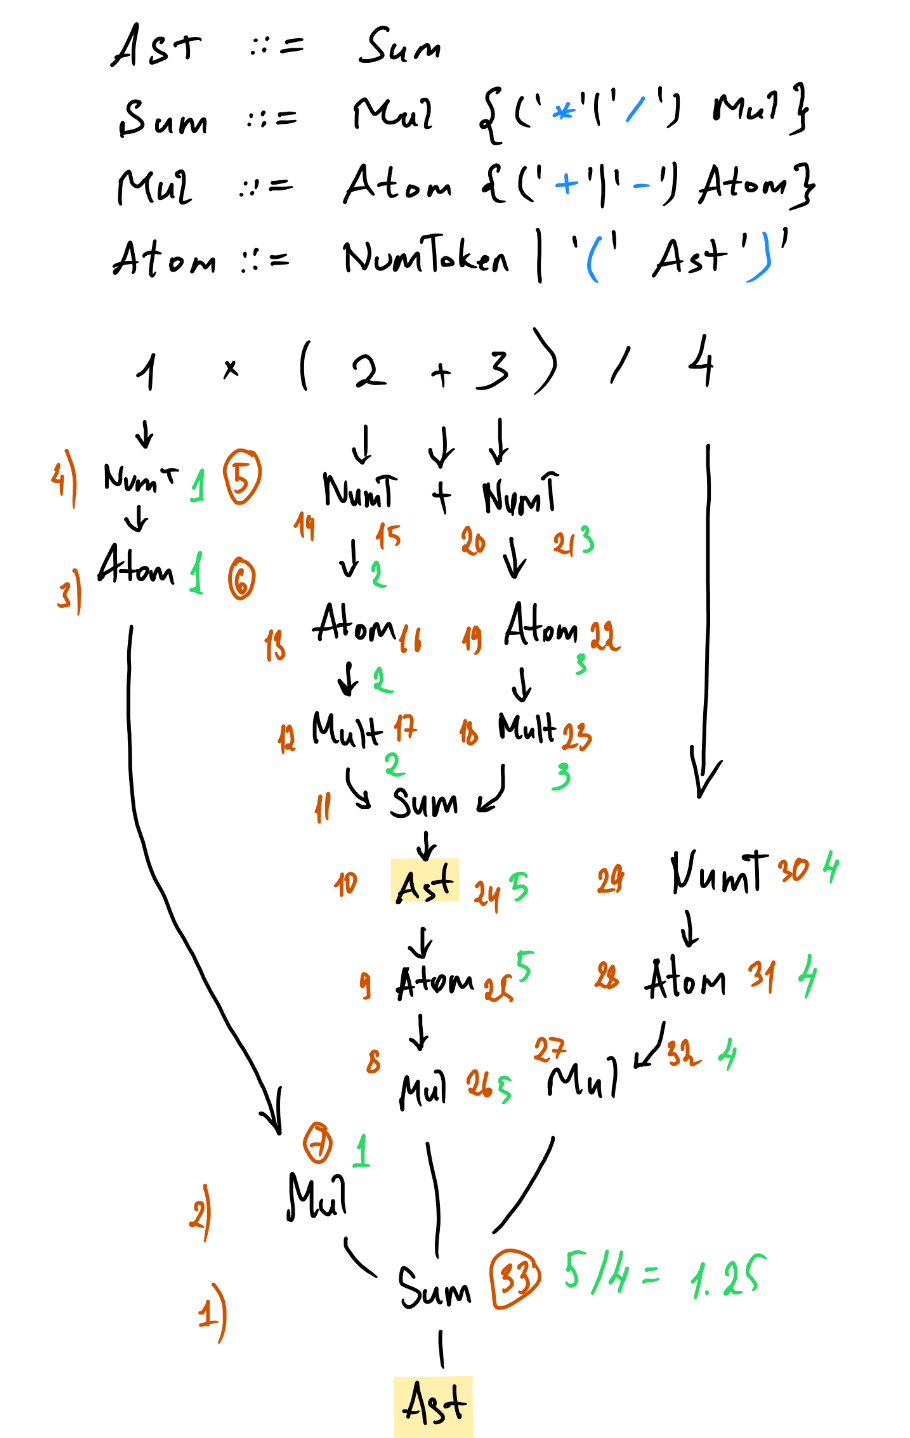 Ast ::= Sum
Sum ::= Mul {('*'|'/') Mul}
Mul ::= Atom {('+'|'-') Atom}
Atom ::= NumToken | '(' Ast ')'
1 × ( 2 + 3 ) / 4
4) NumT 1 5 NumT + NumT
14 15 20 21 3
3) Atom 1 6 2
13 Atom 16 19 Atom 22
2 3
12 Mult 17 18 Mult 23
2 3
11 Sum
10 Ast 24 5 29 NumT 30 4
9 Atom 25 5 28 Atom 31 4
8 Mul 26 5 27 Mul 32 4
7 1
2) Mul
1) Sum 33 5/4 = 1.25
Ast